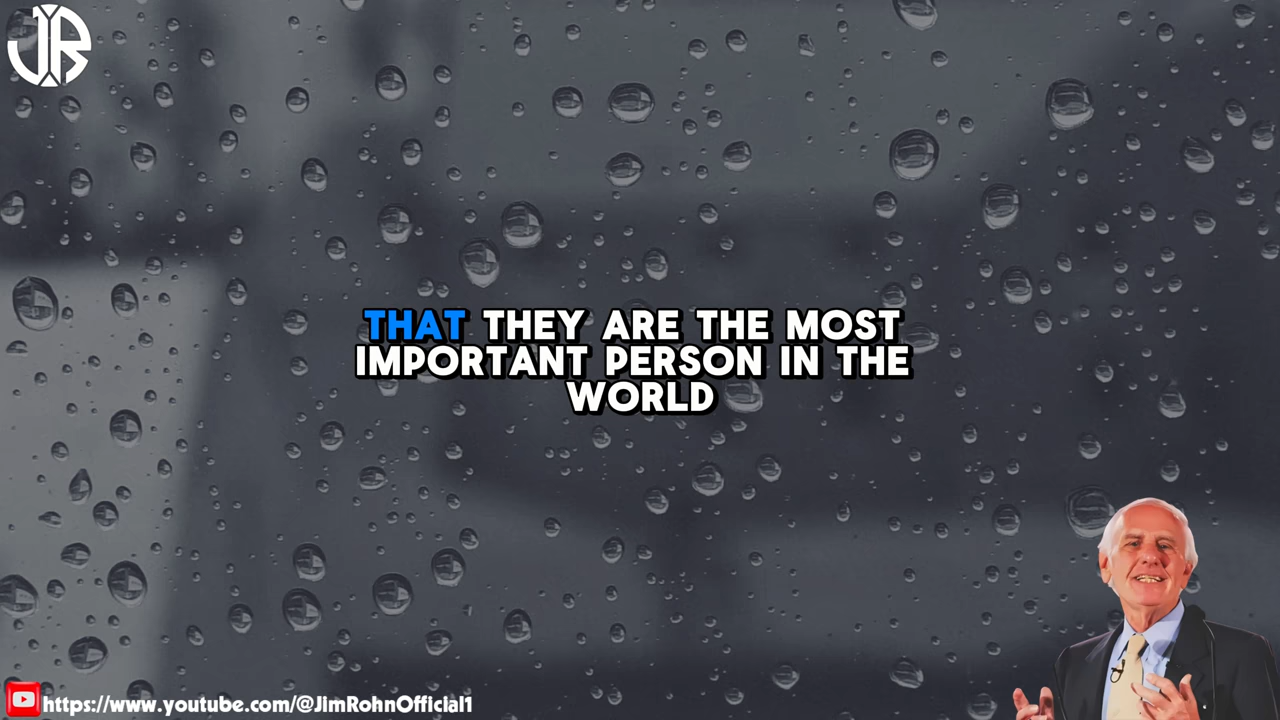 JR
THAT THEY ARE THE MOST
IMPORTANT PERSON IN THE
WORLD
https://www.youtube.com/@JimRohnOfficial1